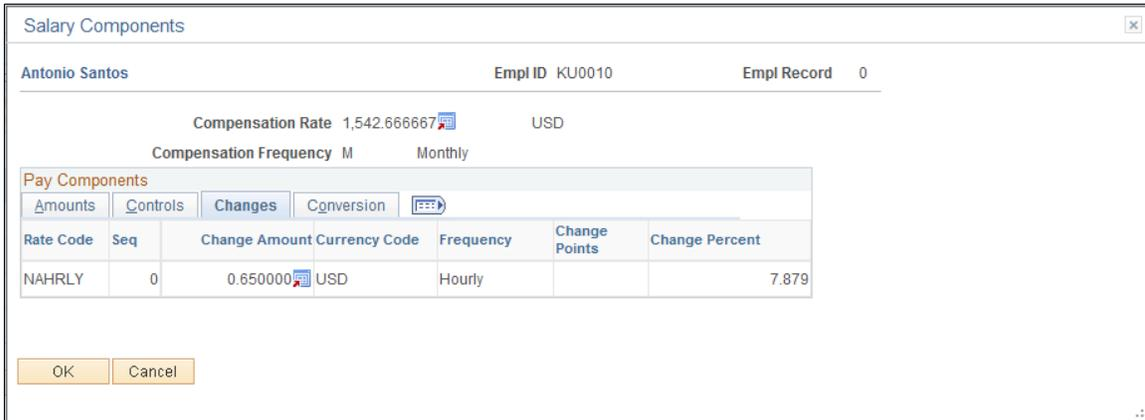 Salary Components
Antonio Santos Empl ID KU0010 Empl Record 0
Compensation Rate 1,542.666667 USD
Compensation Frequency M Monthly
Pay Components
Amounts Controls Changes Conversion
Rate Code Seq Change Amount Currency Code Frequency Change Points Change Percent
NAHRLY 0 0.650000 USD Hourly 7.879
OK Cancel